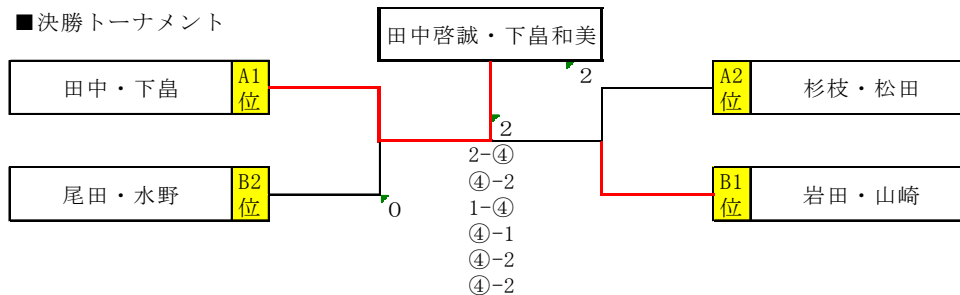 ■決勝トーナメント
田中啓誠・下畠和美
田中・下畠
A1
位
2
A2
位
杉枝・松田
2
2-④
④-2
1-④
④-1
④-2
④-2
尾田・水野
B2
位
0
B1
位
岩田・山崎